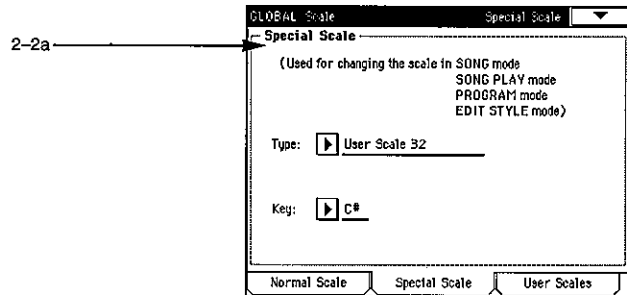 GLOBAL Scale Special Scale
2–2a
Special Scale
(Used for changing the scale in SONG mode
SONG PLAY mode
PROGRAM mode
EDIT STYLE mode)
Type: User Scale 32
Key: C#
Normal Scale Special Scale User Scales